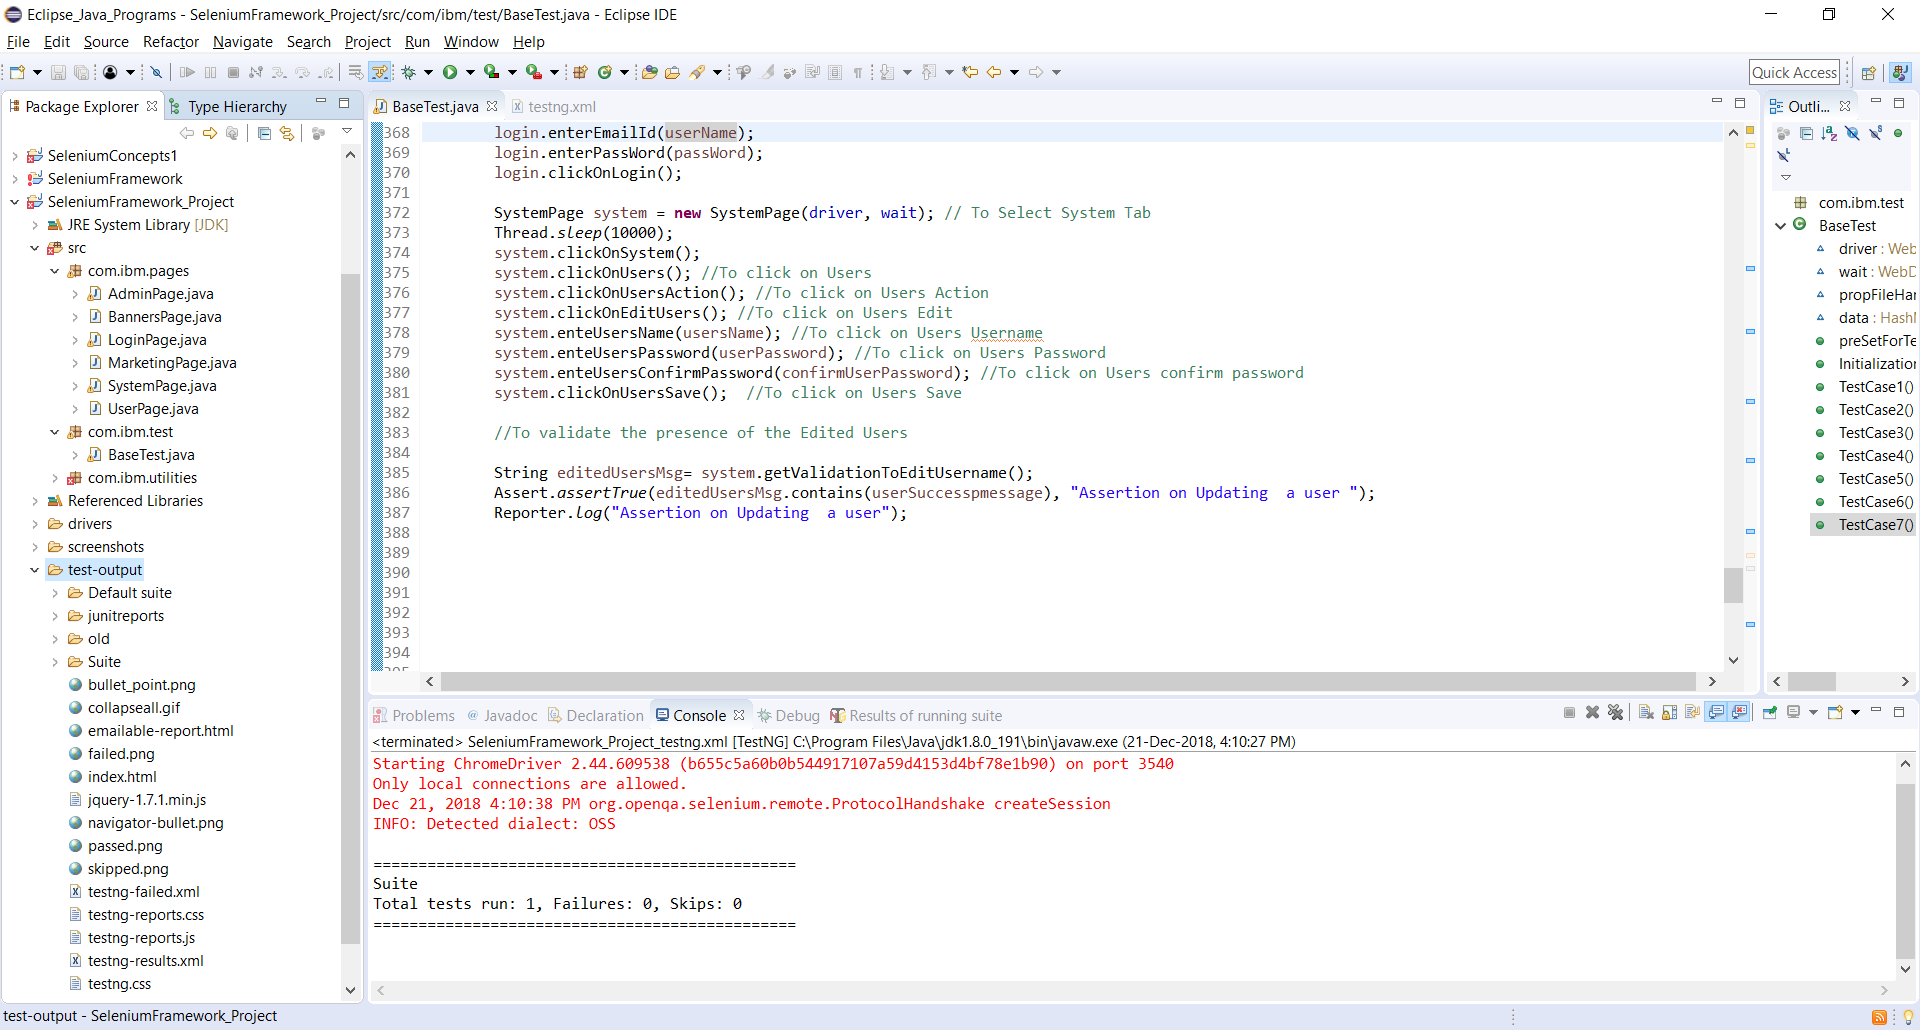 Eclipse_Java_Programs - SeleniumFramework_Project/src/com/ibm/test/BaseTest.java - Eclipse IDE
File Edit Source Refactor Navigate Search Project Run Window Help
Quick Access
Package Explorer
Type Hierarchy
SeleniumConcepts1
SeleniumFramework
SeleniumFramework_Project
JRE System Library [JDK]
src
com.ibm.pages
AdminPage.java
BannersPage.java
LoginPage.java
MarketingPage.java
SystemPage.java
UserPage.java
com.ibm.test
BaseTest.java
com.ibm.utilities
Referenced Libraries
drivers
screenshots
test-output
Default suite
junitreports
old
Suite
bullet_point.png
collapseall.gif
emailable-report.html
failed.png
index.html
jquery-1.7.1.min.js
navigator-bullet.png
passed.png
skipped.png
testng-failed.xml
testng-reports.css
testng-reports.js
testng-results.xml
testng.css
BaseTest.java
testng.xml
368 login.enterEmailId(userName);
369 login.enterPassWord(passWord);
370 login.clickOnLogin();
371
372 SystemPage system = new SystemPage(driver, wait); // To Select System Tab
373 Thread.sleep(10000);
374 system.clickOnSystem();
375 system.clickOnUsers(); //To click on Users
376 system.clickOnUsersAction(); //To click on Users Action
377 system.clickOnEditUsers(); //To click on Users Edit
378 system.enteUsersName(usersName); //To click on Users Username
379 system.enteUsersPassword(userPassword); //To click on Users Password
380 system.enteUsersConfirmPassword(confirmUserPassword); //To click on Users confirm password
381 system.clickOnUsersSave();  //To click on Users Save
382
383 //To validate the presence of the Edited Users
384
385 String editedUsersMsg= system.getValidationToEditUsername();
386 Assert.assertTrue(editedUsersMsg.contains(userSuccesspmessage), "Assertion on Updating  a user ");
387 Reporter.log("Assertion on Updating  a user");
388
389
390
391
392
393
394
Outli...
com.ibm.test
BaseTest
driver : Web
wait : WebD
propFileHar
data : HashM
preSetForTe
Initialization
TestCase1()
TestCase2()
TestCase3()
TestCase4()
TestCase5()
TestCase6()
TestCase7()
Problems @ Javadoc Declaration Console Debug Results of running suite
<terminated> SeleniumFramework_Project_testng.xml [TestNG] C:\Program Files\Java\jdk1.8.0_191\bin\javaw.exe (21-Dec-2018, 4:10:27 PM)
Starting ChromeDriver 2.44.609538 (b655c5a60b0b544917107a59d4153d4bf78e1b90) on port 3540
Only local connections are allowed.
Dec 21, 2018 4:10:38 PM org.openqa.selenium.remote.ProtocolHandshake createSession
INFO: Detected dialect: OSS
===============================================
Suite
Total tests run: 1, Failures: 0, Skips: 0
===============================================
test-output - SeleniumFramework_Project